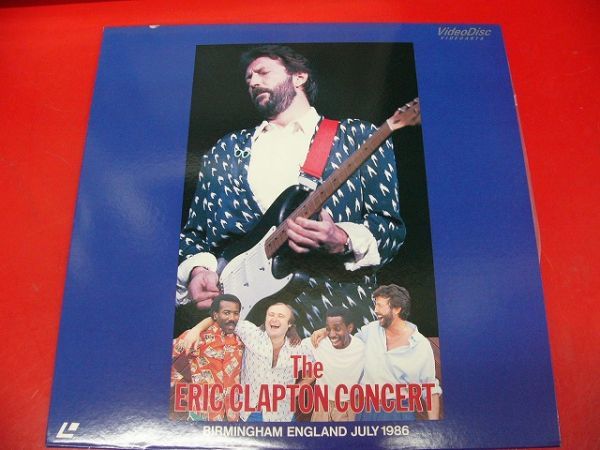 VideoDisc
VIDEOARTS
The
ERIC CLAPTON CONCERT
BIRMINGHAM ENGLAND JULY 1986